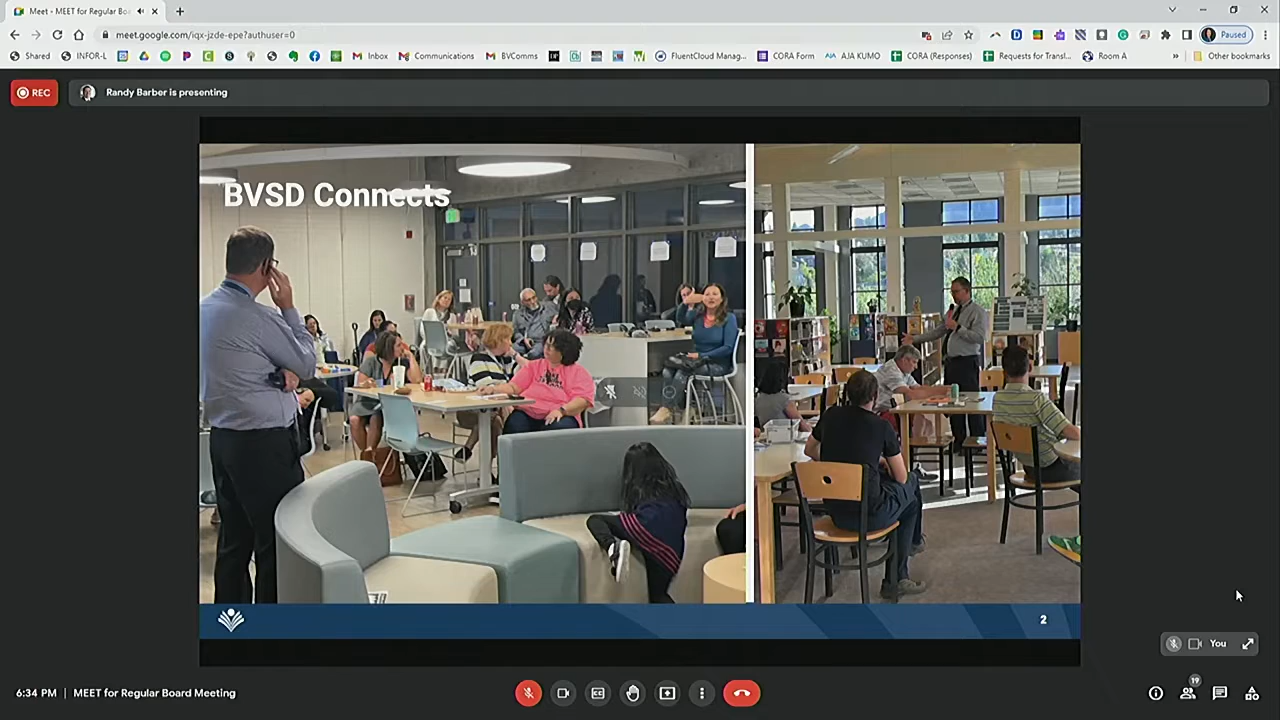 Meet - MEET for Regular Boa
meet.google.com/iqx-jzde-epe?authuser=0
Paused
Shared
INFOR-L
Inbox
Communications
BVComms
FluentCloud Manag...
CORA Form
AJA KUMO
CORA (Responses)
Requests for Transl...
Room A
Other bookmarks
REC
Randy Barber is presenting
BVSD Connects
2
You
6:34 PM | MEET for Regular Board Meeting
19